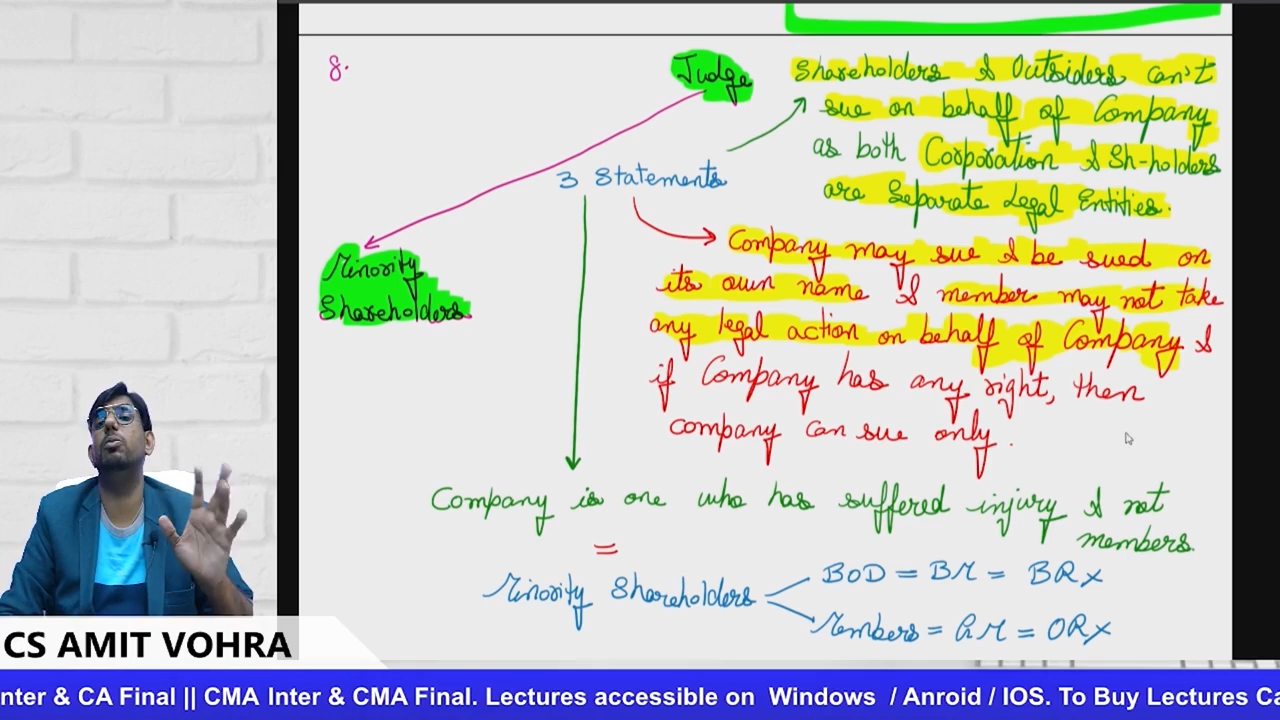 8.
Judge
Shareholders & Outsiders can't
sue on behalf of Company
as both Corporation & Sh-holders
are Separate Legal Entities.
3 Statements
Minority
Shareholders
Company may sue & be sued on
its own name & member may not take
any legal action on behalf of Company &
if Company has any right, then
company can sue only.
Company is one who has suffered injury & not
members.
=
Minority Shareholders
BOD = BM = BR x
Members = GM = OR x
CS AMIT VOHRA
nter & CA Final || CMA Inter & CMA Final. Lectures accessible on Windows / Anroid / IOS. To Buy Lectures Ca